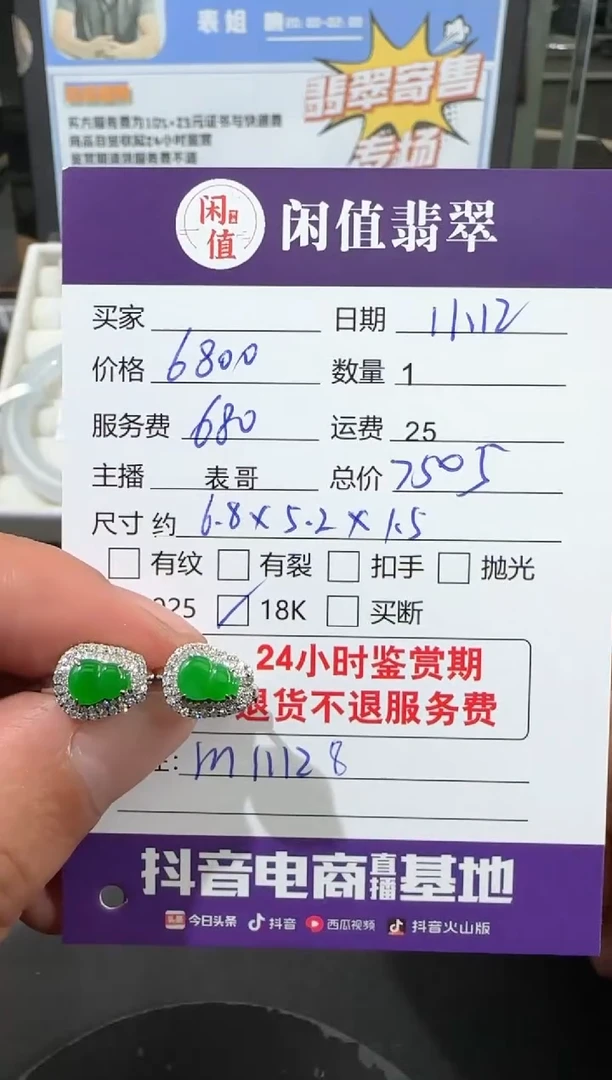 表姐
翡翠寄售
专场
闲值
闲值翡翠
买家 日期 11.12
价格 6800 数量 1
服务费 680 运费 25
主播 表哥 总价 7505
尺寸 约 6.8×5.2×1.5
有纹 有裂 扣手 抛光
925 18K 买断
24小时鉴赏期
退货不退服务费
: m11128
抖音电商直播基地
头条 今日头条 抖音 西瓜视频 抖音火山版